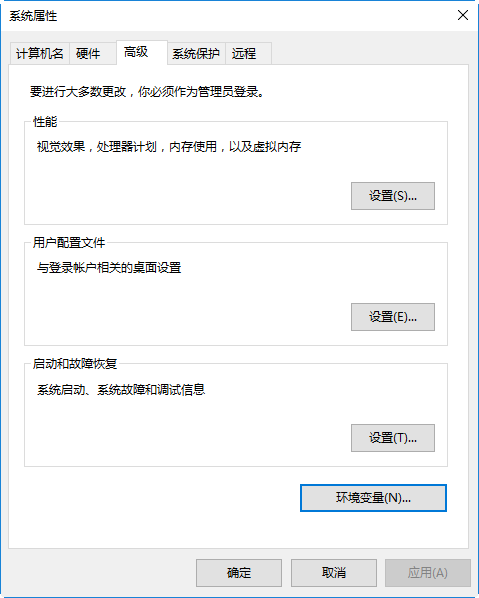 系统属性
计算机名 硬件 高级 系统保护 远程
要进行大多数更改，你必须作为管理员登录。
性能
视觉效果，处理器计划，内存使用，以及虚拟内存
设置(S)...
用户配置文件
与登录帐户相关的桌面设置
设置(E)...
启动和故障恢复
系统启动、系统故障和调试信息
设置(T)...
环境变量(N)...
确定 取消 应用(A)